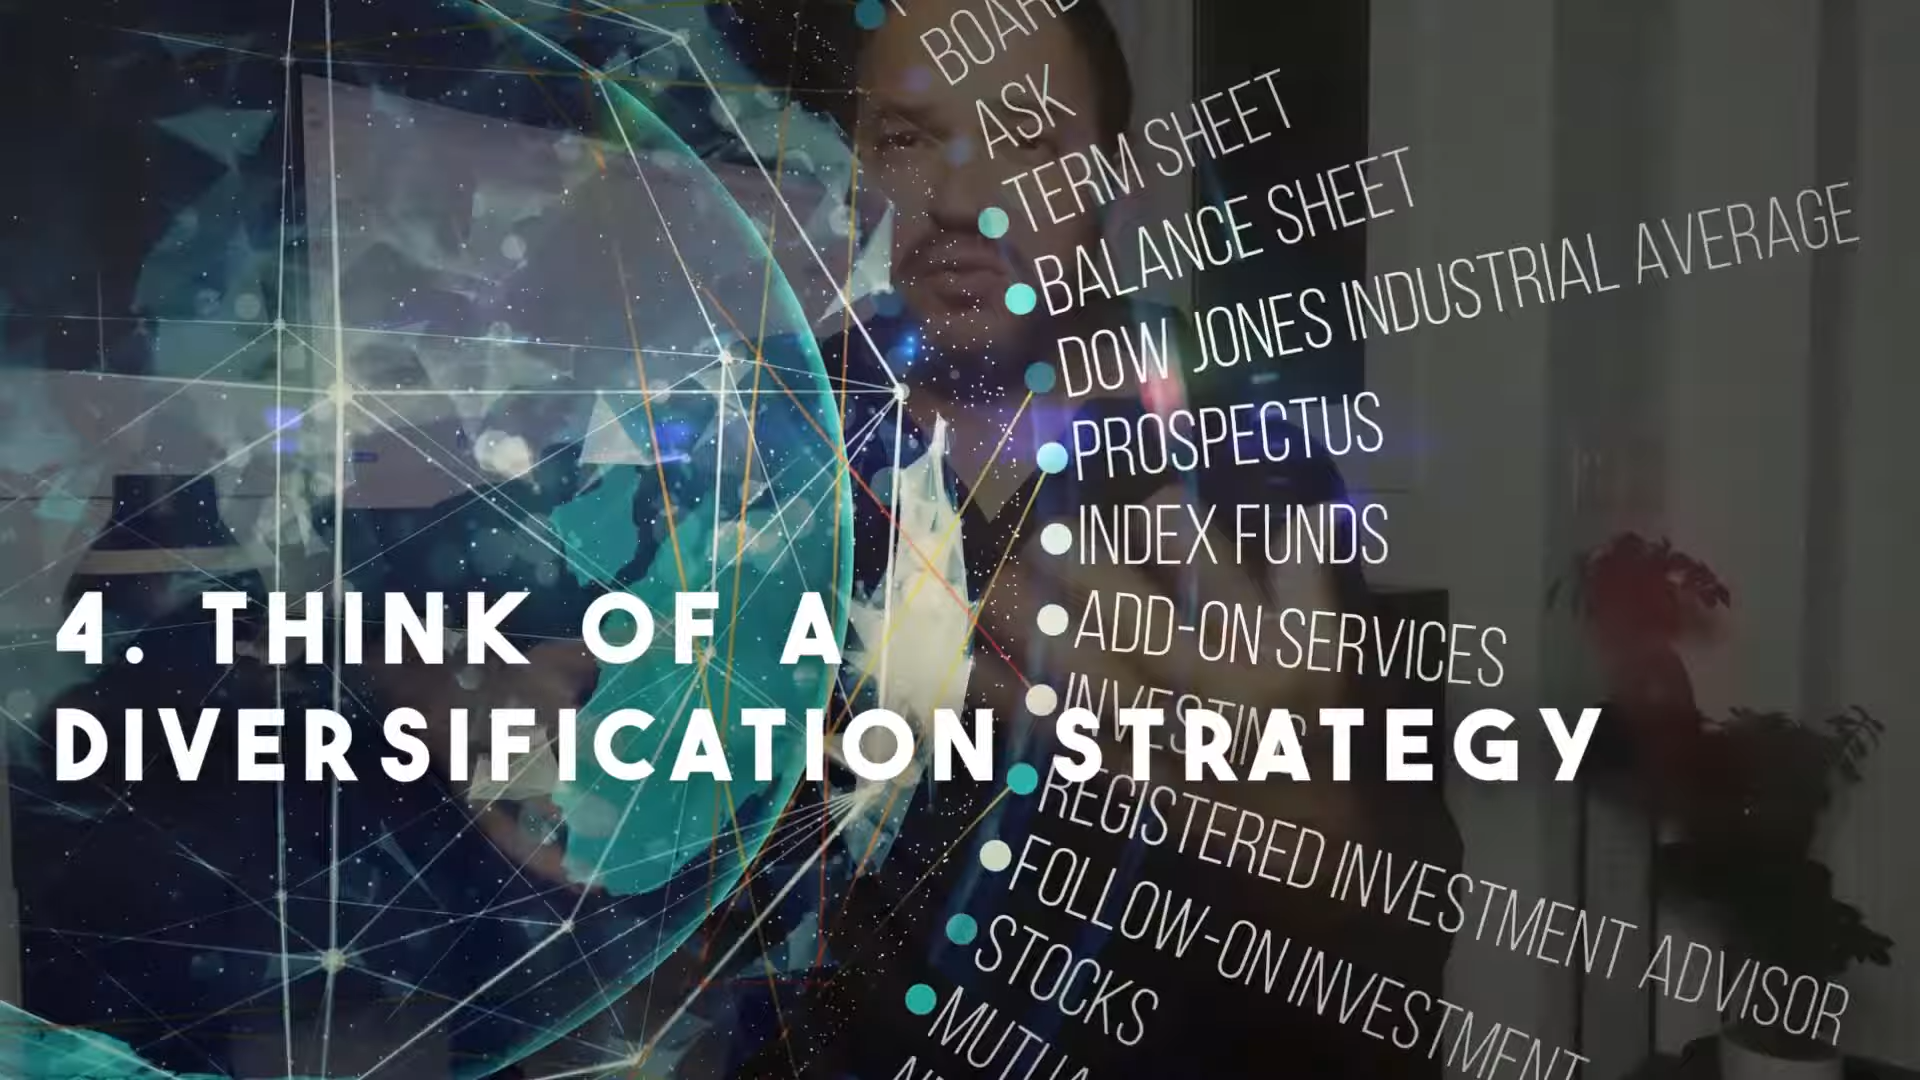 BOARD
ASK
TERM SHEET
BALANCE SHEET
DOW JONES INDUSTRIAL AVERAGE
PROSPECTUS
INDEX FUNDS
ADD-ON SERVICES
INVESTING
4. THINK OF A
DIVERSIFICATION STRATEGY
REGISTERED INVESTMENT ADVISOR
FOLLOW-ON INVESTMENT
STOCKS